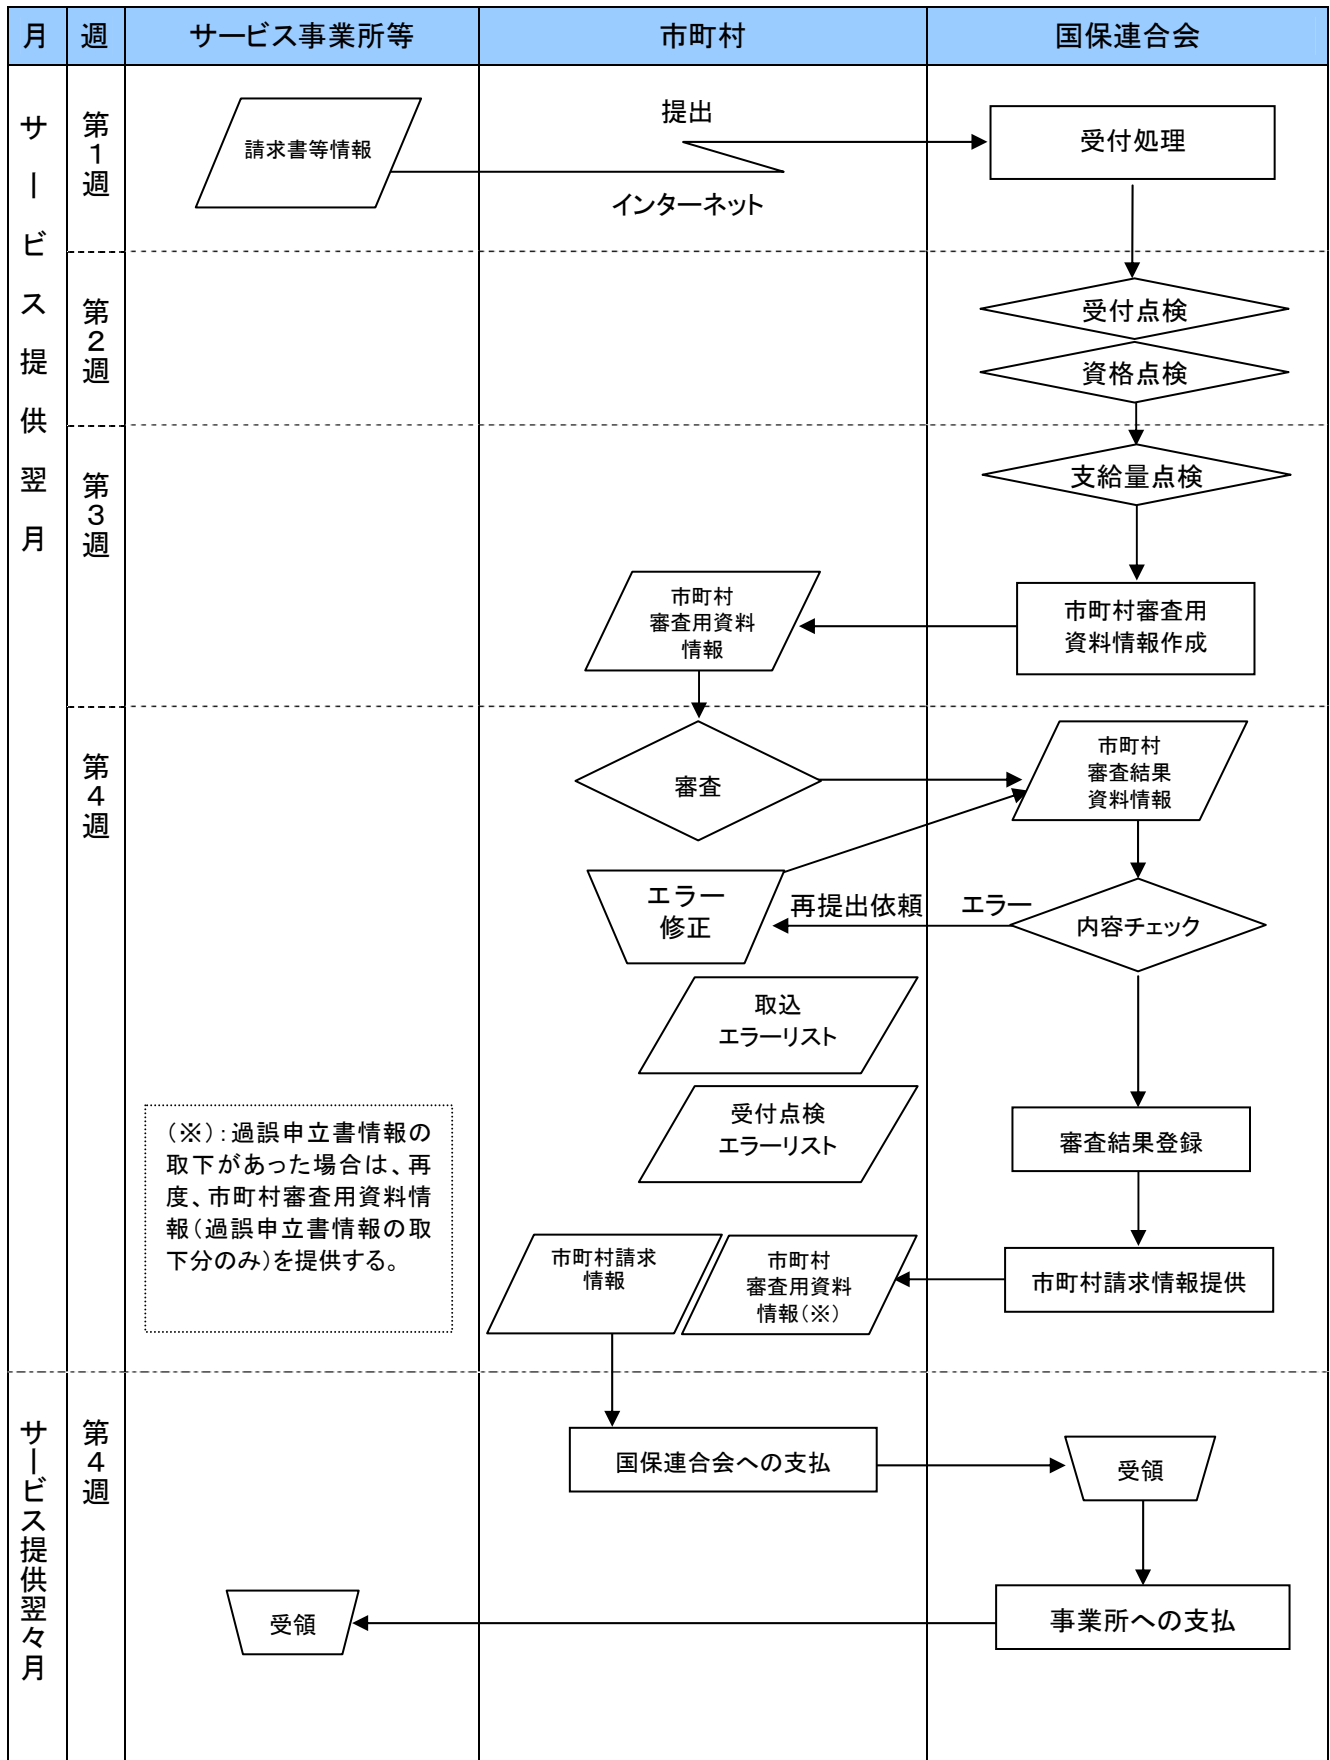 月
週
サービス事業所等
市町村
国保連合会
サービス提供翌月
第1週
請求書等情報
提出
インターネット
受付処理
第2週
受付点検
資格点検
第3週
支給量点検
市町村
審査用資料
情報
市町村審査用
資料情報作成
第4週
審査
市町村
審査結果
資料情報
エラー
修正
再提出依頼
エラー
内容チェック
取込
エラーリスト
受付点検
エラーリスト
審査結果登録
(※):過誤申立書情報の
取下があった場合は、再
度、市町村審査用資料情
報(過誤申立書情報の取
下分のみ)を提供する。
市町村請求
情報
市町村
審査用資料
情報(※)
市町村請求情報提供
サービス提供翌々月
第4週
国保連合会への支払
受領
受領
事業所への支払